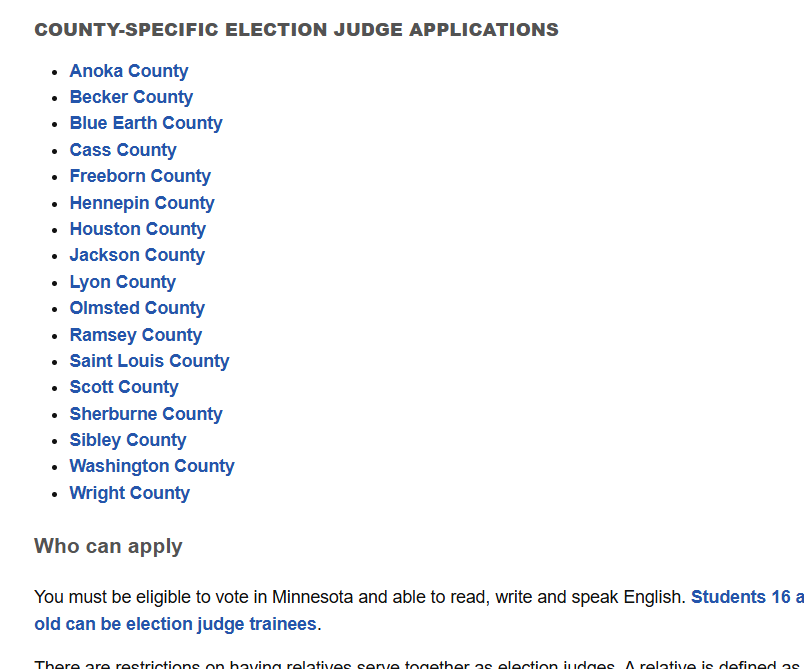 COUNTY-SPECIFIC ELECTION JUDGE APPLICATIONS
Anoka County
Becker County
Blue Earth County
Cass County
Freeborn County
Hennepin County
Houston County
Jackson County
Lyon County
Olmsted County
Ramsey County
Saint Louis County
Scott County
Sherburne County
Sibley County
Washington County
Wright County
Who can apply
You must be eligible to vote in Minnesota and able to read, write and speak English. Students 16 a
old can be election judge trainees.
There are restrictions on having relatives serve together as election judges. A relative is defined as